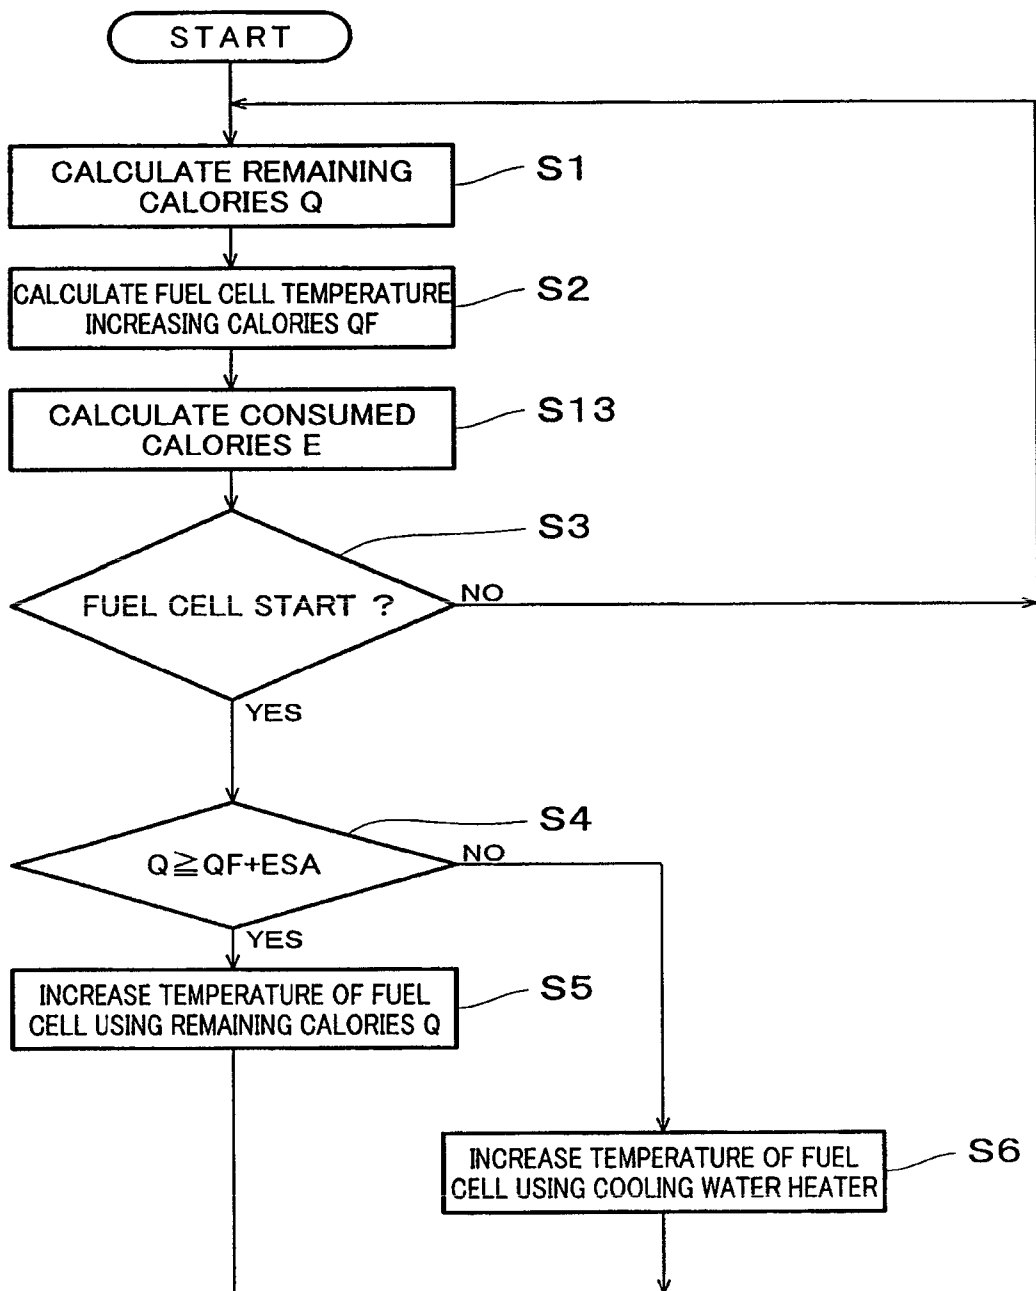 START
CALCULATE REMAINING
CALORIES Q
S1
CALCULATE FUEL CELL TEMPERATURE
INCREASING CALORIES QF
S2
CALCULATE CONSUMED
CALORIES E
S13
S3
FUEL CELL START ?
NO
YES
S4
Q≧QF+ESA
NO
YES
INCREASE TEMPERATURE OF FUEL
CELL USING REMAINING CALORIES Q
S5
INCREASE TEMPERATURE OF FUEL
CELL USING COOLING WATER HEATER
S6